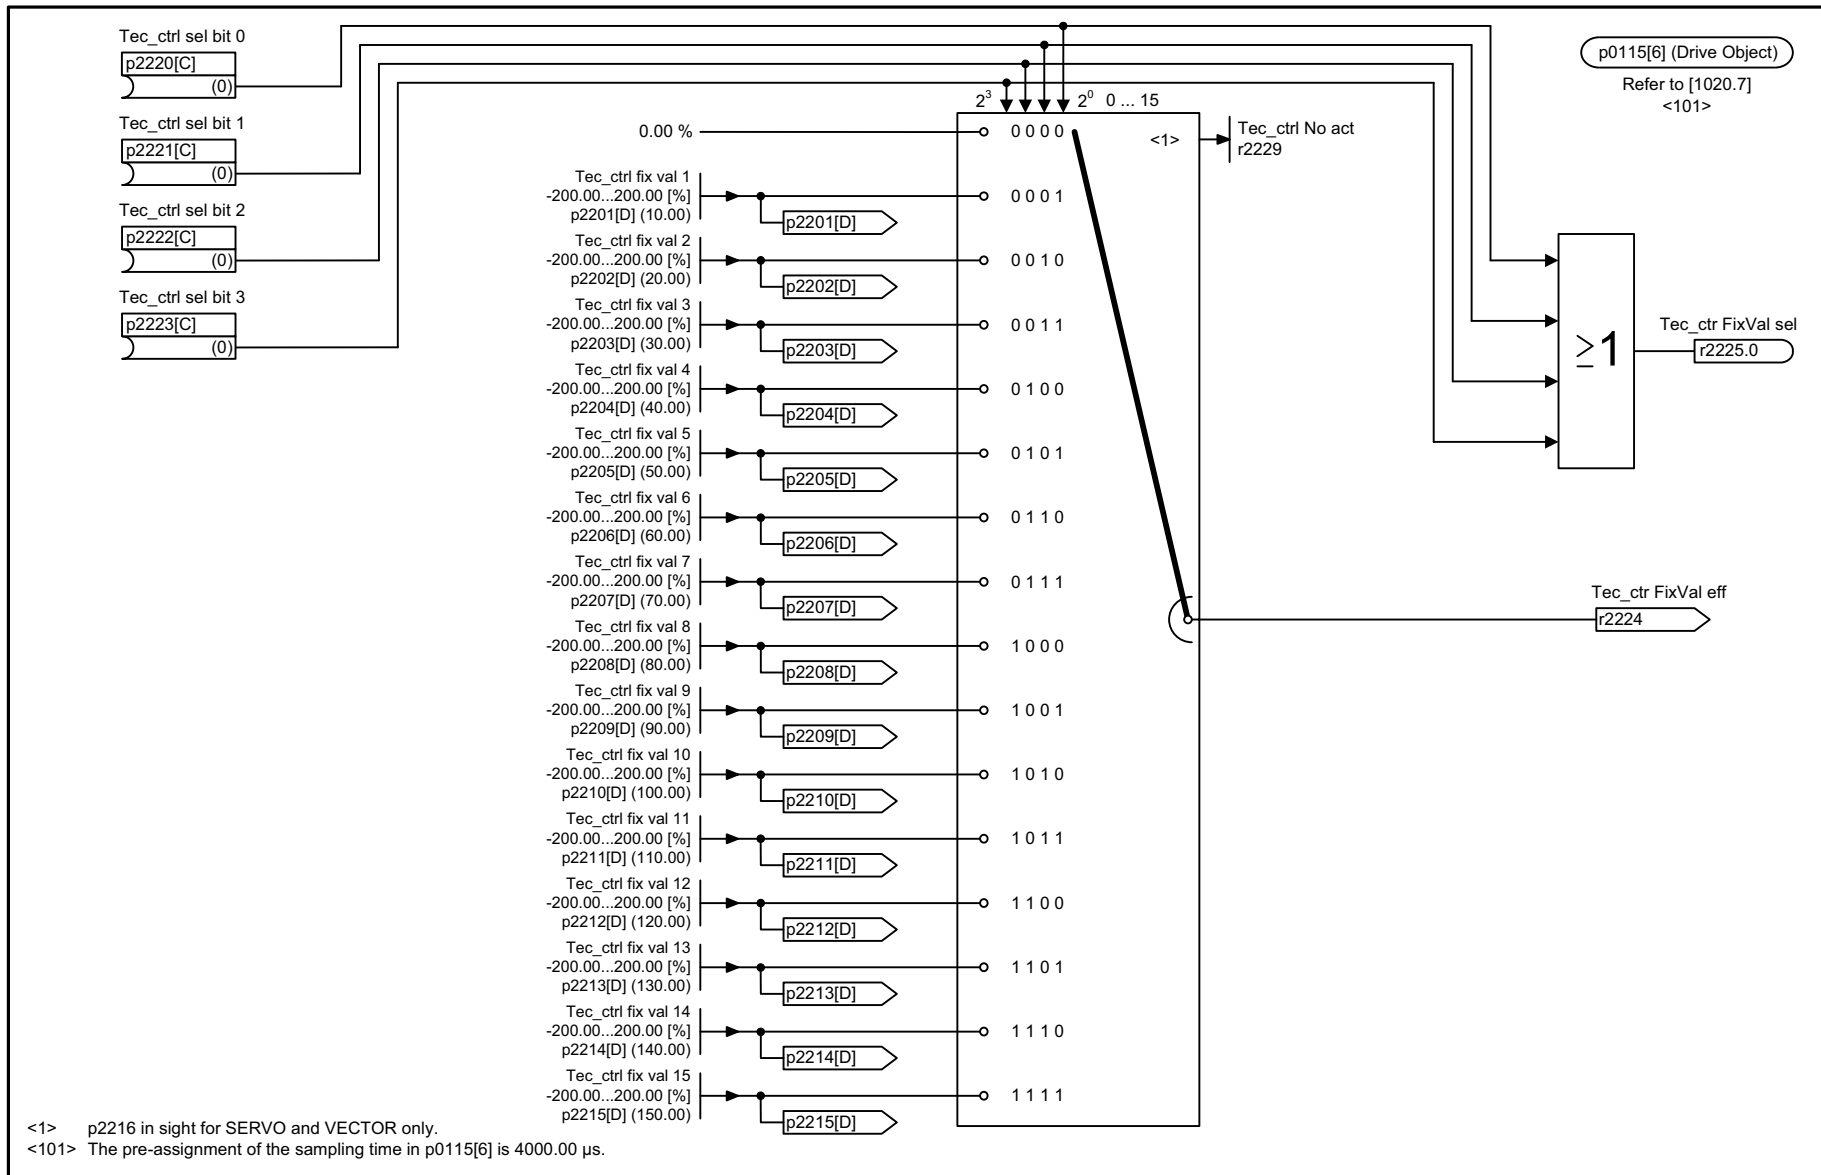 Tec_ctrl sel bit 0
p2220[C]
(0)
Tec_ctrl sel bit 1
p2221[C]
(0)
Tec_ctrl sel bit 2
p2222[C]
(0)
Tec_ctrl sel bit 3
p2223[C]
(0)
p0115[6] (Drive Object)
Refer to [1020.7]
<101>
2³ 2⁰ 0 ... 15
0.00 %
0 0 0 0
<1>
Tec_ctrl No act
r2229
Tec_ctrl fix val 1
-200.00...200.00 [%]
p2201[D] (10.00)
p2201[D]
0 0 0 1
Tec_ctrl fix val 2
-200.00...200.00 [%]
p2202[D] (20.00)
p2202[D]
0 0 1 0
Tec_ctrl fix val 3
-200.00...200.00 [%]
p2203[D] (30.00)
p2203[D]
0 0 1 1
Tec_ctrl fix val 4
-200.00...200.00 [%]
p2204[D] (40.00)
p2204[D]
0 1 0 0
Tec_ctrl fix val 5
-200.00...200.00 [%]
p2205[D] (50.00)
p2205[D]
0 1 0 1
Tec_ctrl fix val 6
-200.00...200.00 [%]
p2206[D] (60.00)
p2206[D]
0 1 1 0
Tec_ctrl fix val 7
-200.00...200.00 [%]
p2207[D] (70.00)
p2207[D]
0 1 1 1
Tec_ctrl fix val 8
-200.00...200.00 [%]
p2208[D] (80.00)
p2208[D]
1 0 0 0
Tec_ctrl fix val 9
-200.00...200.00 [%]
p2209[D] (90.00)
p2209[D]
1 0 0 1
Tec_ctrl fix val 10
-200.00...200.00 [%]
p2210[D] (100.00)
p2210[D]
1 0 1 0
Tec_ctrl fix val 11
-200.00...200.00 [%]
p2211[D] (110.00)
p2211[D]
1 0 1 1
Tec_ctrl fix val 12
-200.00...200.00 [%]
p2212[D] (120.00)
p2212[D]
1 1 0 0
Tec_ctrl fix val 13
-200.00...200.00 [%]
p2213[D] (130.00)
p2213[D]
1 1 0 1
Tec_ctrl fix val 14
-200.00...200.00 [%]
p2214[D] (140.00)
p2214[D]
1 1 1 0
Tec_ctrl fix val 15
-200.00...200.00 [%]
p2215[D] (150.00)
p2215[D]
1 1 1 1
≥1
Tec_ctr FixVal sel
r2225.0
Tec_ctr FixVal eff
r2224
<1> p2216 in sight for SERVO and VECTOR only.
<101> The pre-assignment of the sampling time in p0115[6] is 4000.00 µs.